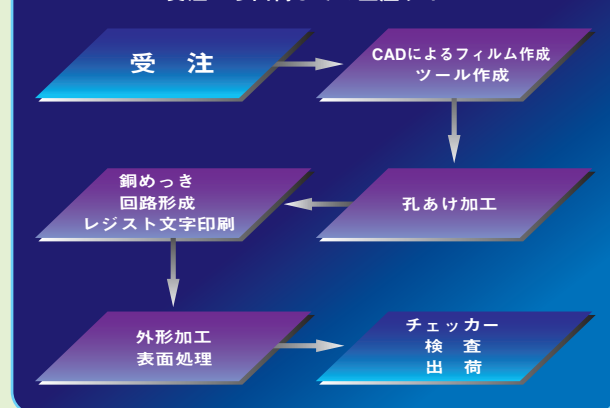 受　注
CADによるフィルム作成
ツール作成
孔あけ加工
銅めっき
回路形成
レジスト文字印刷
外形加工
表面処理
チェッカー
検　査
出　荷